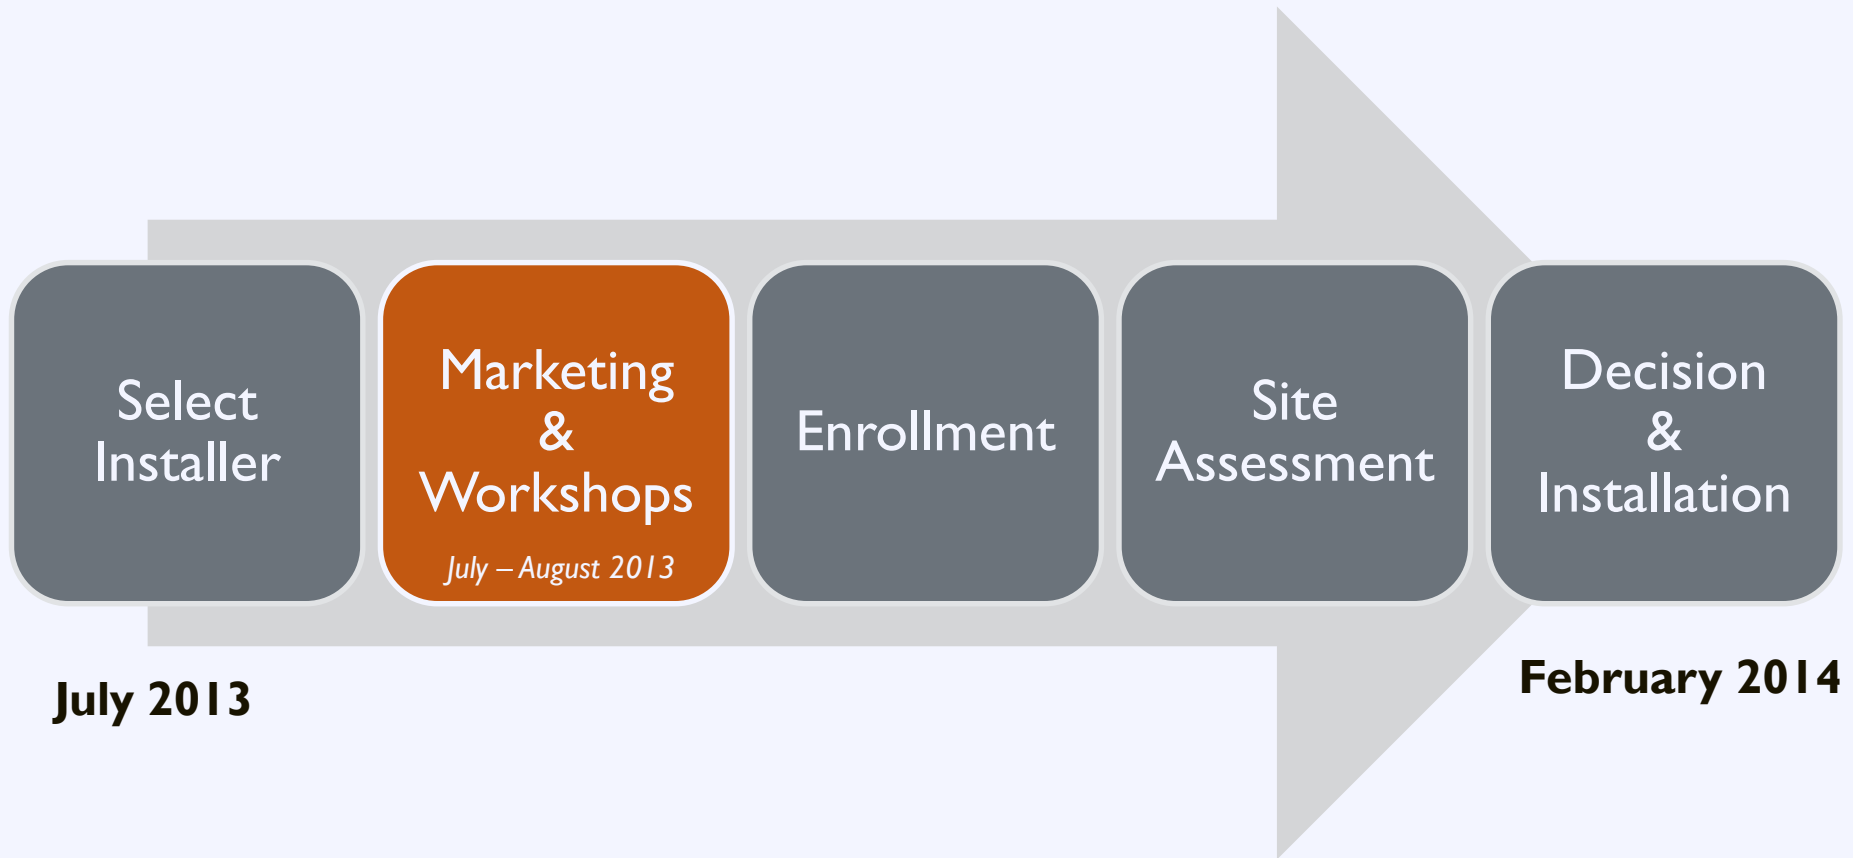 Select
Installer
Marketing
&
Workshops
July – August 2013
Enrollment
Site
Assessment
Decision
&
Installation
July 2013
February 2014